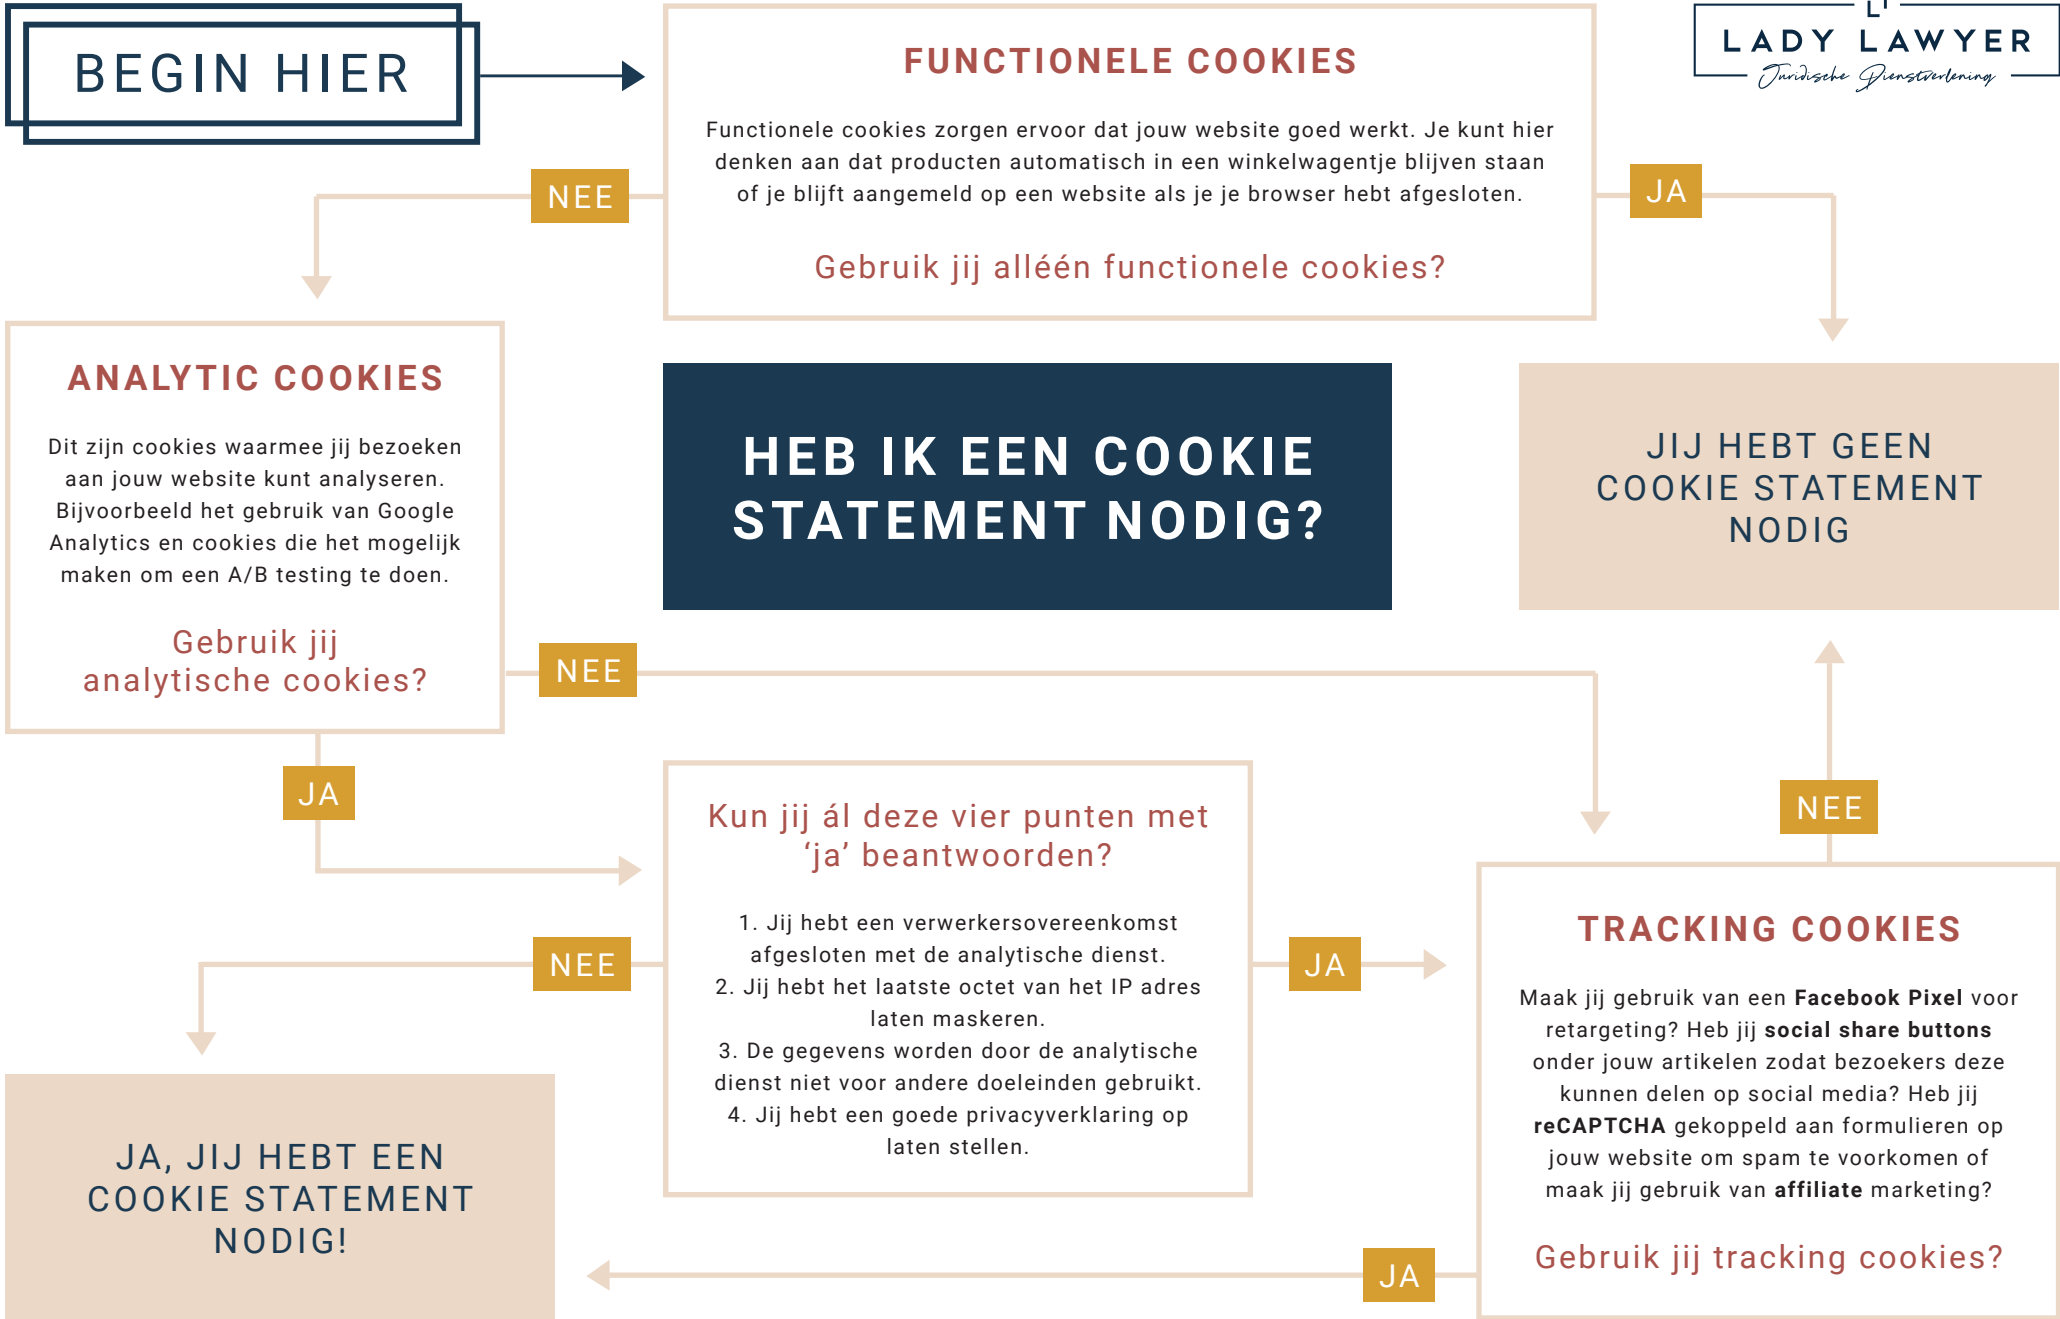 BEGIN HIER
FUNCTIONELE COOKIES
Functionele cookies zorgen ervoor dat jouw website goed werkt. Je kunt hier
denken aan dat producten automatisch in een winkelwagentje blijven staan
of je blijft aangemeld op een website als je je browser hebt afgesloten.
Gebruik jij alléén functionele cookies?
LADY LAWYER
Juridische Dienstverlening
NEE
JA
ANALYTIC COOKIES
Dit zijn cookies waarmee jij bezoeken
aan jouw website kunt analyseren.
Bijvoorbeeld het gebruik van Google
Analytics en cookies die het mogelijk
maken om een A/B testing te doen.
Gebruik jij
analytische cookies?
HEB IK EEN COOKIE
STATEMENT NODIG?
JIJ HEBT GEEN
COOKIE STATEMENT
NODIG
NEE
JA
NEE
Kun jij ál deze vier punten met
‘ja’ beantwoorden?
1. Jij hebt een verwerkersovereenkomst
afgesloten met de analytische dienst.
2. Jij hebt het laatste octet van het IP adres
laten maskeren.
3. De gegevens worden door de analytische
dienst niet voor andere doeleinden gebruikt.
4. Jij hebt een goede privacyverklaring op
laten stellen.
NEE
JA
TRACKING COOKIES
Maak jij gebruik van een Facebook Pixel voor
retargeting? Heb jij social share buttons
onder jouw artikelen zodat bezoekers deze
kunnen delen op social media? Heb jij
reCAPTCHA gekoppeld aan formulieren op
jouw website om spam te voorkomen of
maak jij gebruik van affiliate marketing?
Gebruik jij tracking cookies?
JA, JIJ HEBT EEN
COOKIE STATEMENT
NODIG!
JA